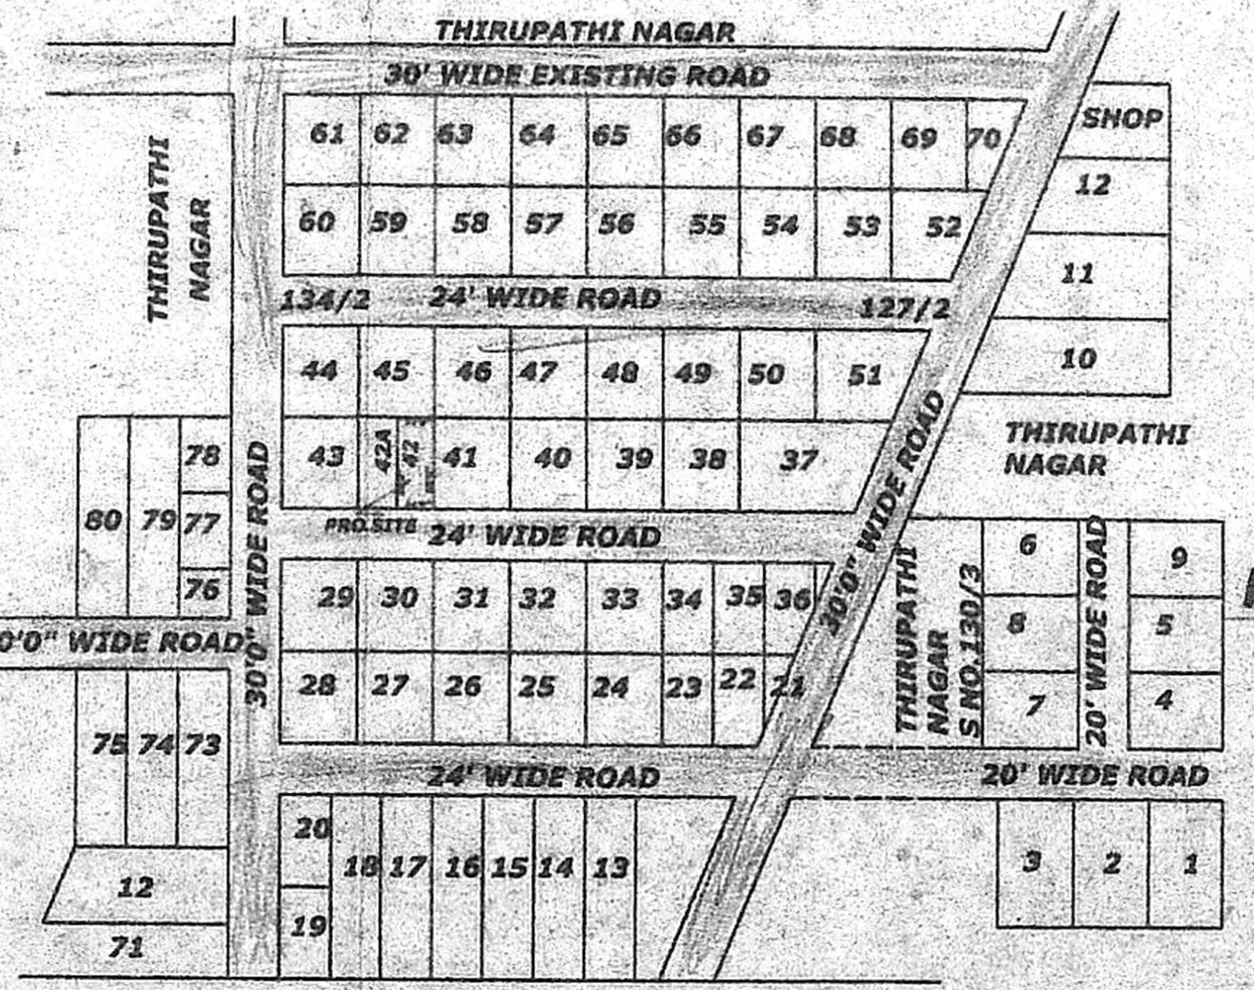 THIRUPATHI NAGAR
30' WIDE EXISTING ROAD
THIRUPATHI
NAGAR
61 62 63 64 65 66 67 68 69 70
SHOP
12
60 59 58 57 56 55 54 53 52
11
134/2 24' WIDE ROAD 127/2
10
44 45 46 47 48 49 50 51
THIRUPATHI
NAGAR
43 42A 42 41 40 39 38 37
78
80 79 77
76
PRO.SITE
24' WIDE ROAD
30'0" WIDE ROAD
30'0" WIDE ROAD
THIRUPATHI
NAGAR
S NO.130/3
6
20' WIDE ROAD
9
8
5
7
4
29 30 31 32 33 34 35 36
0'0" WIDE ROAD
28 27 26 25 24 23 22 21
75 74 73
24' WIDE ROAD
20' WIDE ROAD
20
18 17 16 15 14 13
19
3 2 1
12
71